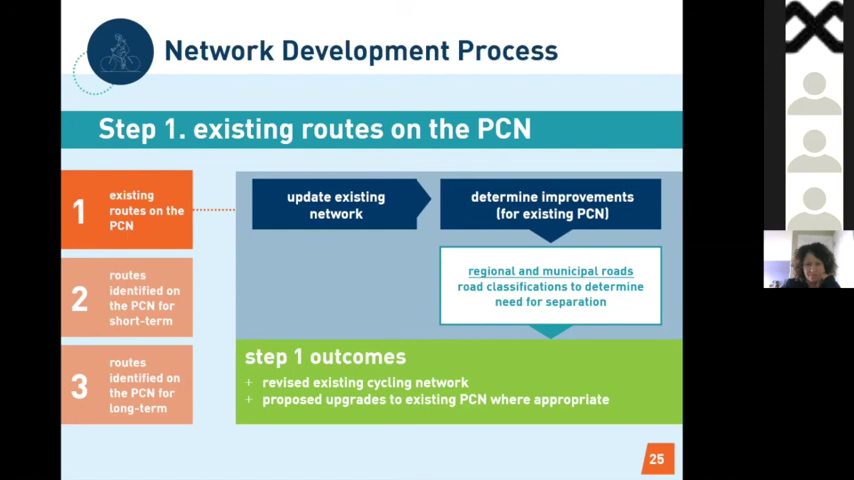 Network Development Process
Step 1. existing routes on the PCN
1
existing
routes on the
PCN
2
routes
identified on
the PCN for
short-term
3
routes
identified on
the PCN for
long-term
update existing
network
determine improvements
(for existing PCN)
regional and municipal roads
road classifications to determine
need for separation
step 1 outcomes
+ revised existing cycling network
+ proposed upgrades to existing PCN where appropriate
25